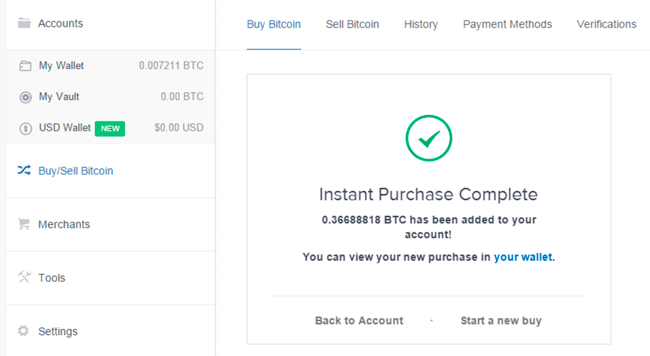 Accounts
My Wallet 0.007211 BTC
My Vault 0.00 BTC
USD Wallet NEW $0.00 USD
Buy/Sell Bitcoin
Merchants
Tools
Settings
Buy Bitcoin Sell Bitcoin History Payment Methods Verifications
Instant Purchase Complete
0.36688818 BTC has been added to your
account!
You can view your new purchase in your wallet.
Back to Account · Start a new buy